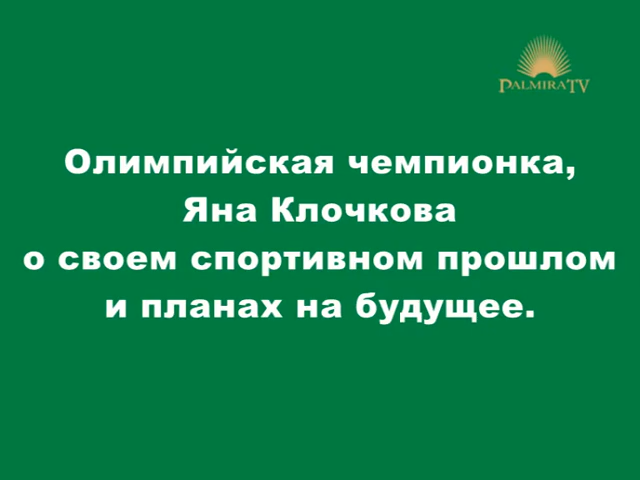 PALMIRA TV
Олимпийская чемпионка,
Яна Клочкова
о своем спортивном прошлом
и планах на будущее.